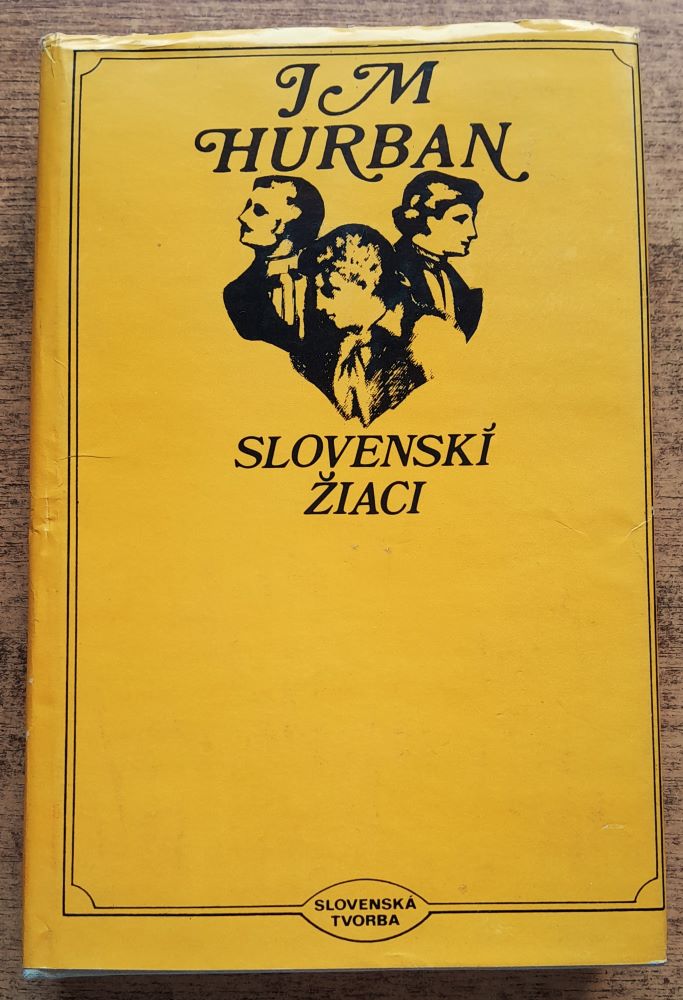 J M
HURBAN
SLOVENSKÍ
ŽIACI
SLOVENSKÁ
TVORBA